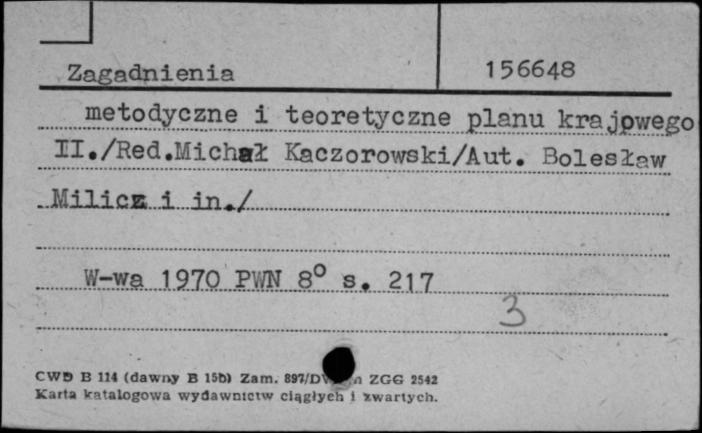 Zagadnienia 156648
metodyczne i teoretyczne planu krajowego
II./Red.Michał Kaczorowski/Aut. Bolesław
Milicz i in./
W-wa 1970 PWN 8° s. 217
3
CWD B 114 (dawny B 15b) Zam. 897/ ZGG 2542
Karta katalogowa wydawnictw ciągłych i zwartych.